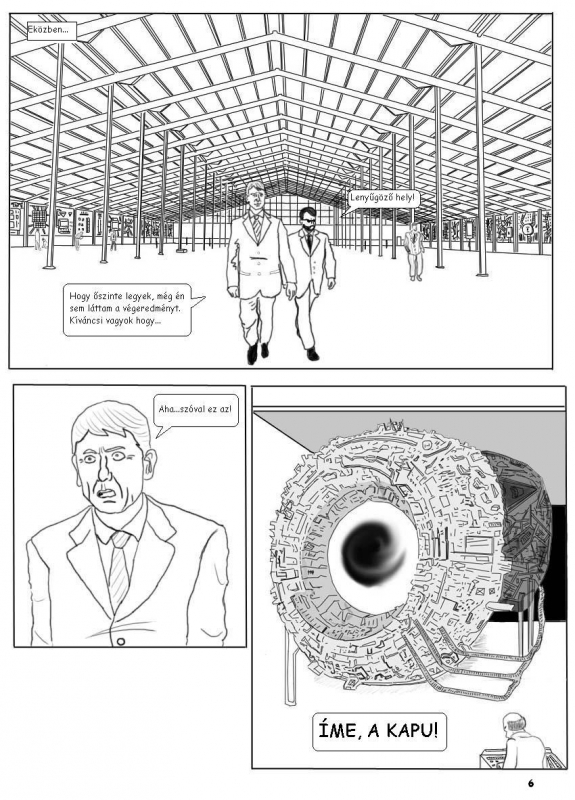 Eközben...
Lenyűgöző hely!
Hogy őszinte legyek, még én
sem láttam a végeredményt.
Kíváncsi vagyok hogy...
Aha...szóval ez az!
ÍME, A KAPU!
6